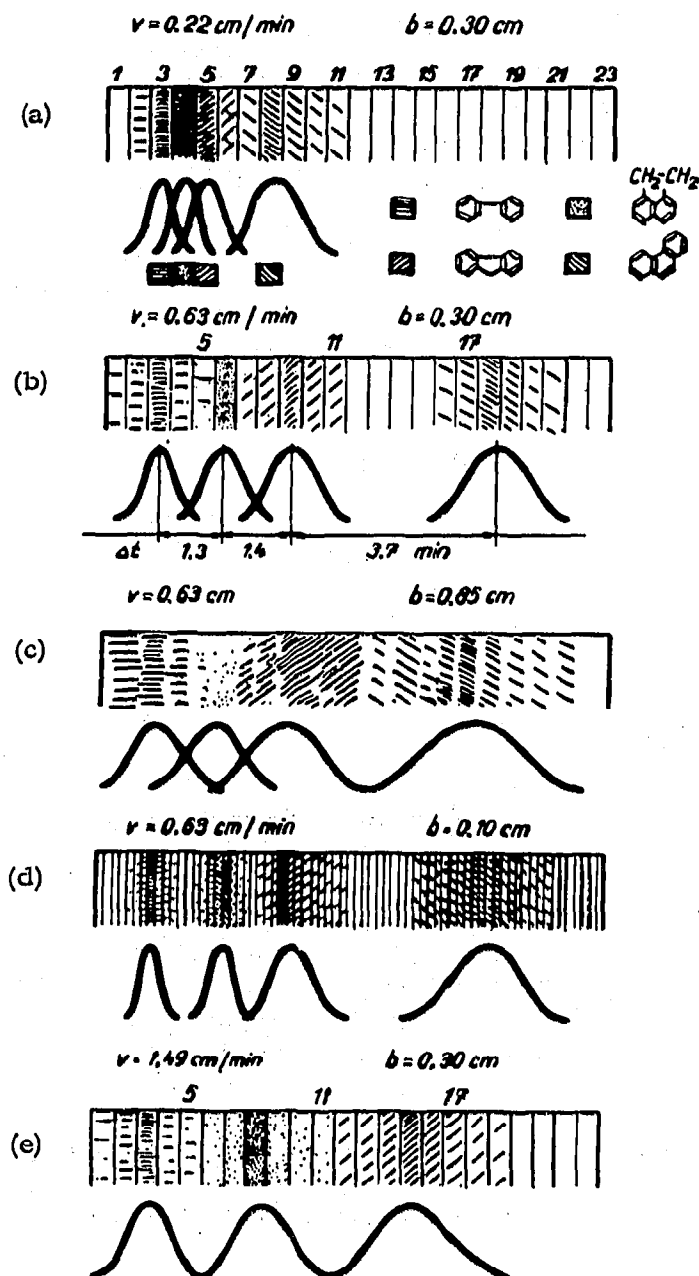 v = 0.22 cm/min b = 0.30 cm
1 3 5 7 9 11 13 15 17 19 21 23
(a)
CH₂-CH₂
v. = 0.63 cm / min b = 0.30 cm
5 11 17
(b)
Δt 1.3 1.4 3.7 min
v = 0.63 cm b = 0.85 cm
(c)
v = 0.63 cm/min b = 0.10 cm
(d)
v = 1.49 cm/min b = 0.30 cm
5 11 17
(e)